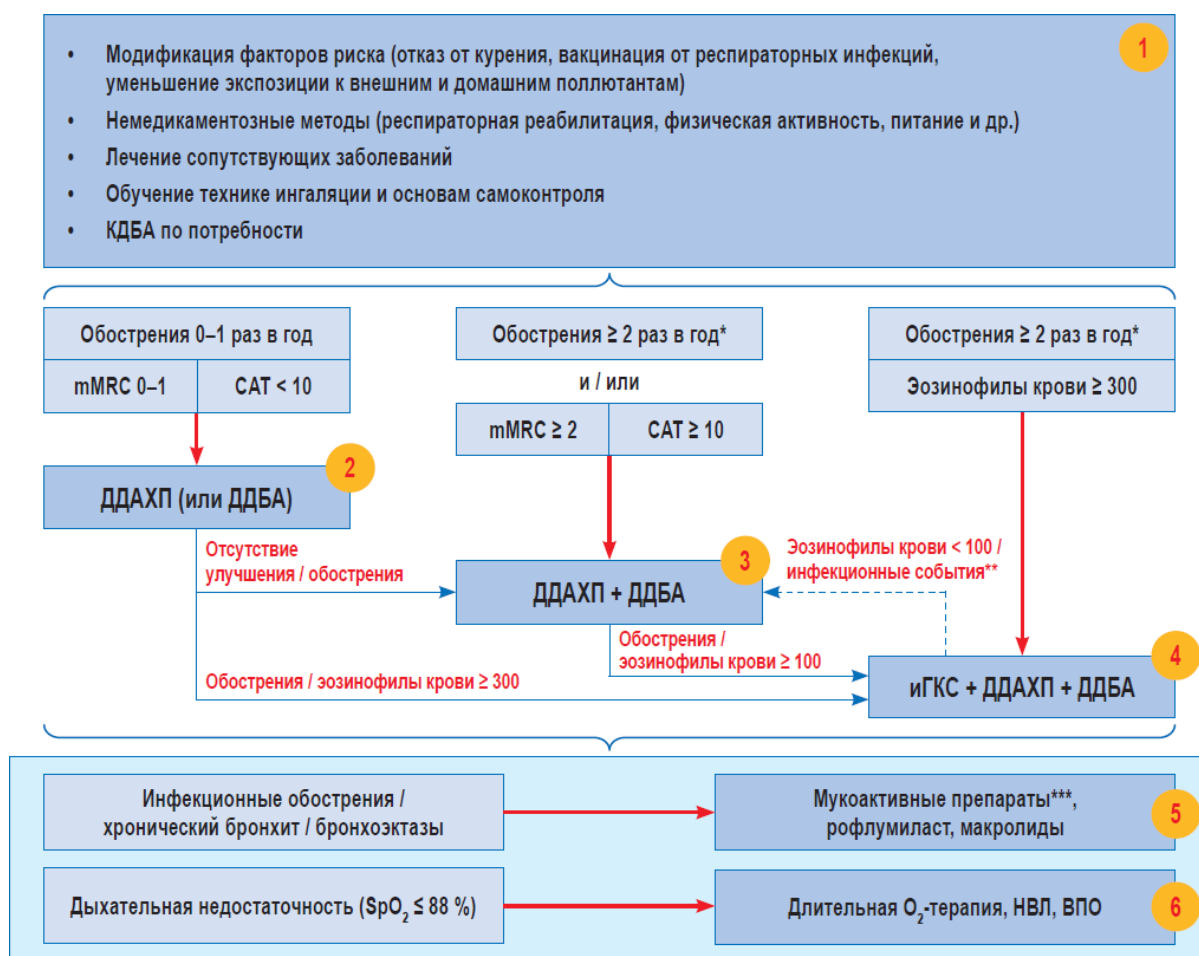 1
• Модификация факторов риска (отказ от курения, вакцинация от респираторных инфекций,
уменьшение экспозиции к внешним и домашним поллютантам)
• Немедикаментозные методы (респираторная реабилитация, физическая активность, питание и др.)
• Лечение сопутствующих заболеваний
• Обучение технике ингаляции и основам самоконтроля
• КДБА по потребности
Обострения 0–1 раз в год
mMRC 0–1
CAT < 10
Обострения ≥ 2 раз в год*
и / или
mMRC ≥ 2
CAT ≥ 10
Обострения ≥ 2 раз в год*
Эозинофилы крови ≥ 300
2
ДДАХП (или ДДБА)
Отсутствие
улучшения / обострения
3
ДДАХП + ДДБА
Эозинофилы крови < 100 /
инфекционные события**
Обострения /
эозинофилы крови ≥ 100
Обострения / эозинофилы крови ≥ 300
4
иГКС + ДДАХП + ДДБА
Инфекционные обострения /
хронический бронхит / бронхоэктазы
Мукоактивные препараты***,
рофлумиласт, макролиды
5
Дыхательная недостаточность (SpO₂ ≤ 88 %)
Длительная O₂-терапия, НВЛ, ВПО
6